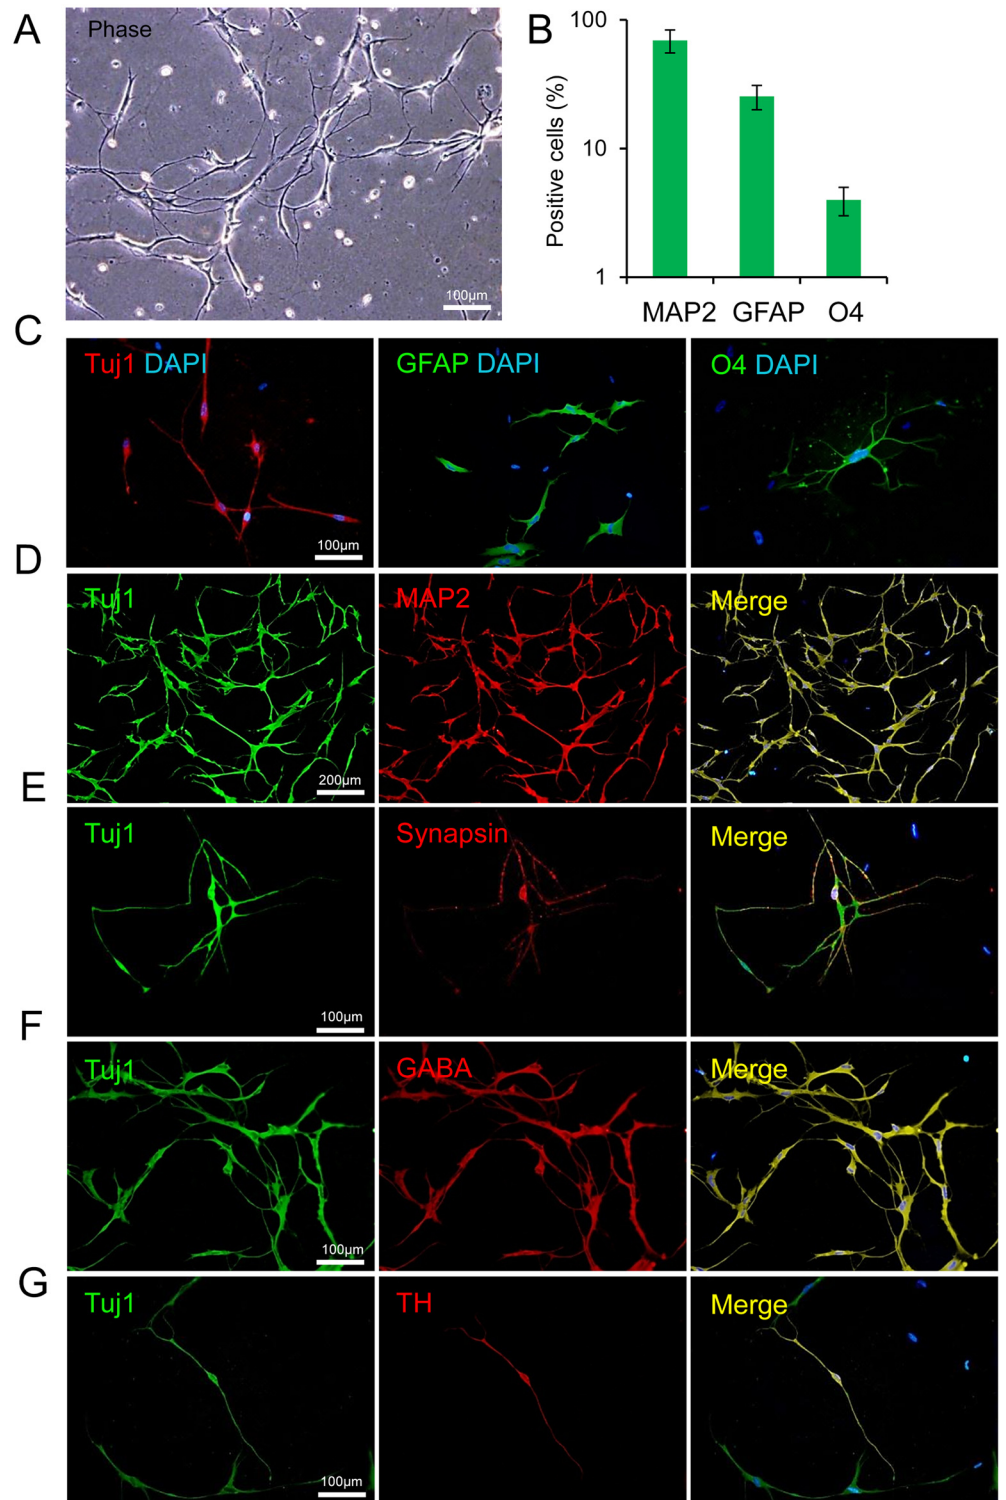 A
Phase
100µm
B
Positive cells (%)
100
10
1
MAP2 GFAP O4
C
Tuj1 DAPI
GFAP DAPI
O4 DAPI
100µm
D
Tuj1
MAP2
Merge
200µm
E
Tuj1
Synapsin
Merge
100µm
F
Tuj1
GABA
Merge
100µm
G
Tuj1
TH
Merge
100µm